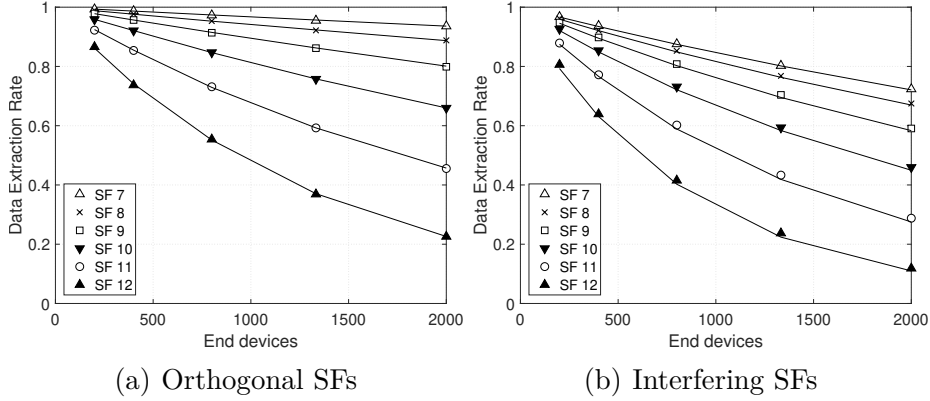 1
0.8
0.6
0.4
0.2
0
Data Extraction Rate
SF 7
SF 8
SF 9
SF 10
SF 11
SF 12
0 500 1000 1500 2000
End devices
(a) Orthogonal SFs
1
0.8
0.6
0.4
0.2
0
Data Extraction Rate
SF 7
SF 8
SF 9
SF 10
SF 11
SF 12
0 500 1000 1500 2000
End devices
(b) Interfering SFs